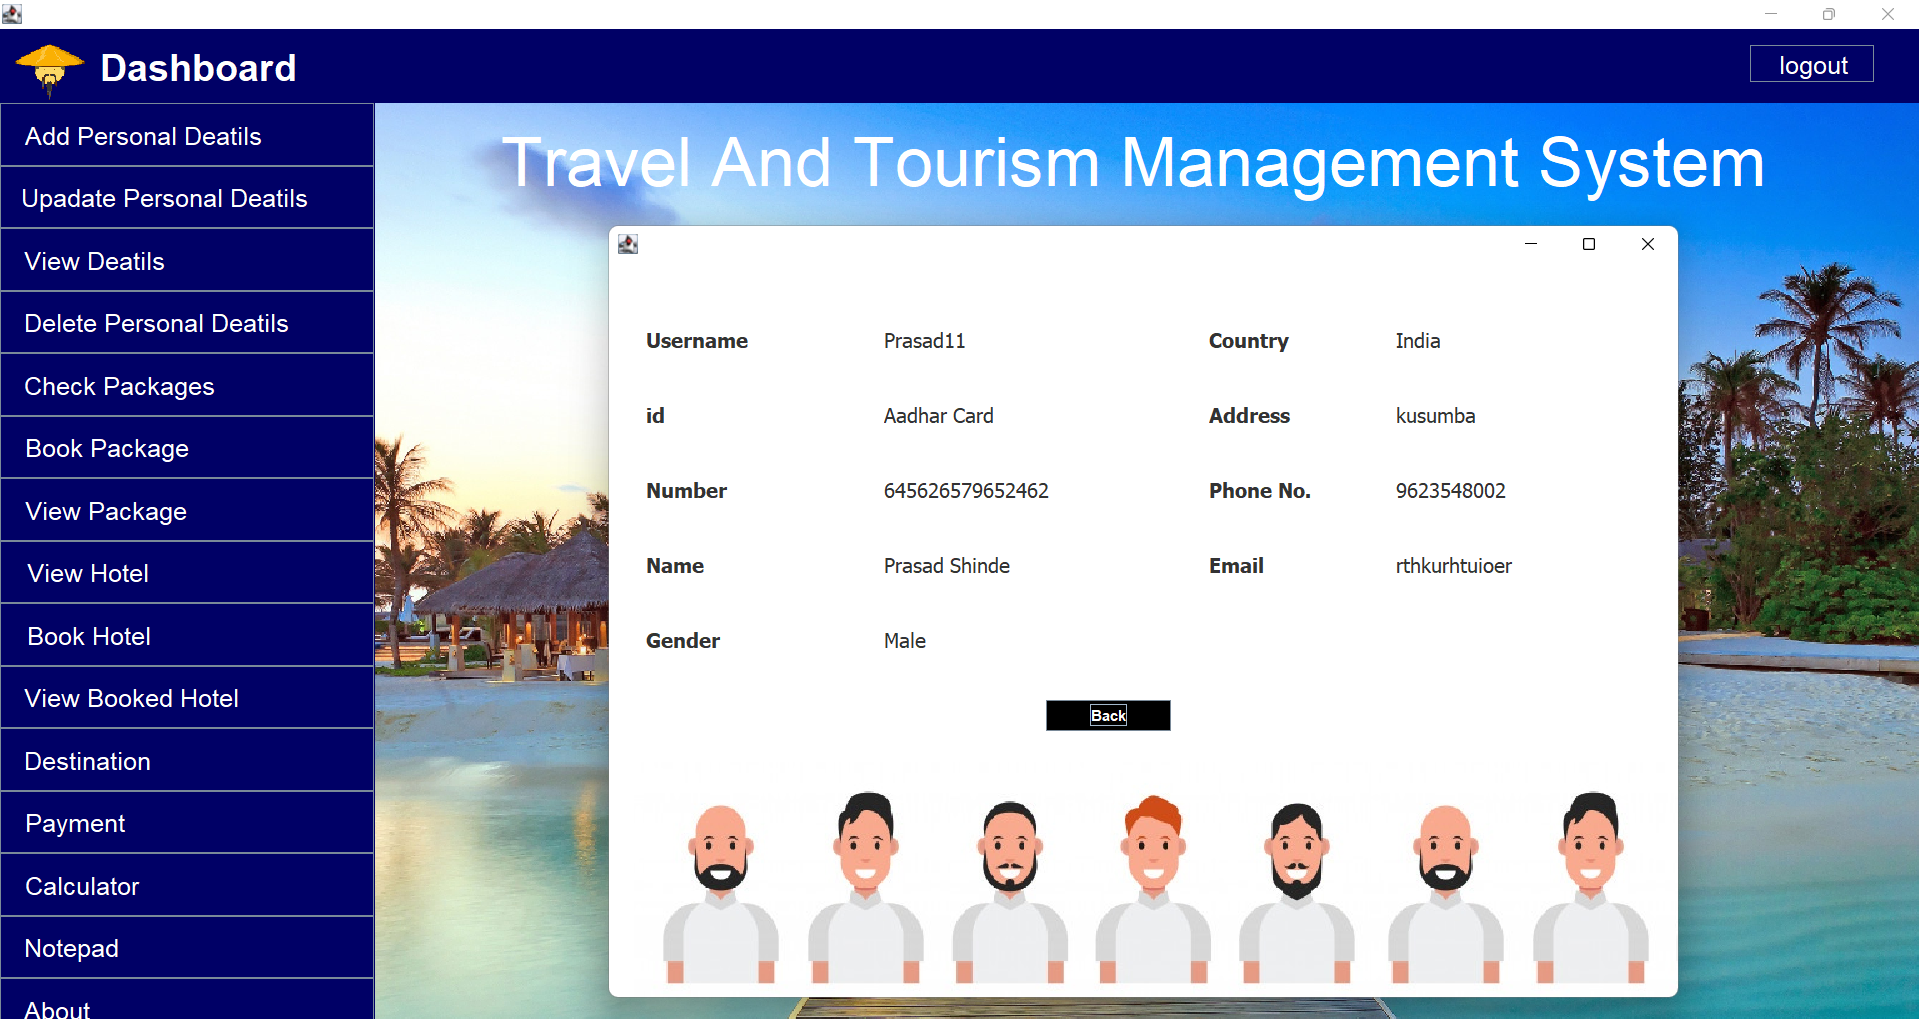 Dashboard
logout
Add Personal Deatils
Upadate Personal Deatils
View Deatils
Delete Personal Deatils
Check Packages
Book Package
View Package
View Hotel
Book Hotel
View Booked Hotel
Destination
Payment
Calculator
Notepad
About
Travel And Tourism Management System
Username Prasad11 Country India
id Aadhar Card Address kusumba
Number 645626579652462 Phone No. 9623548002
Name Prasad Shinde Email rthkurhtuioer
Gender Male
Back